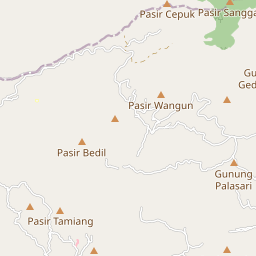 Pasir Cepuk
Pasir Sangga
Gu
Ged
Pasir Wangun
Pasir Bedil
Gunung
Palasari
Pasir Tamiang